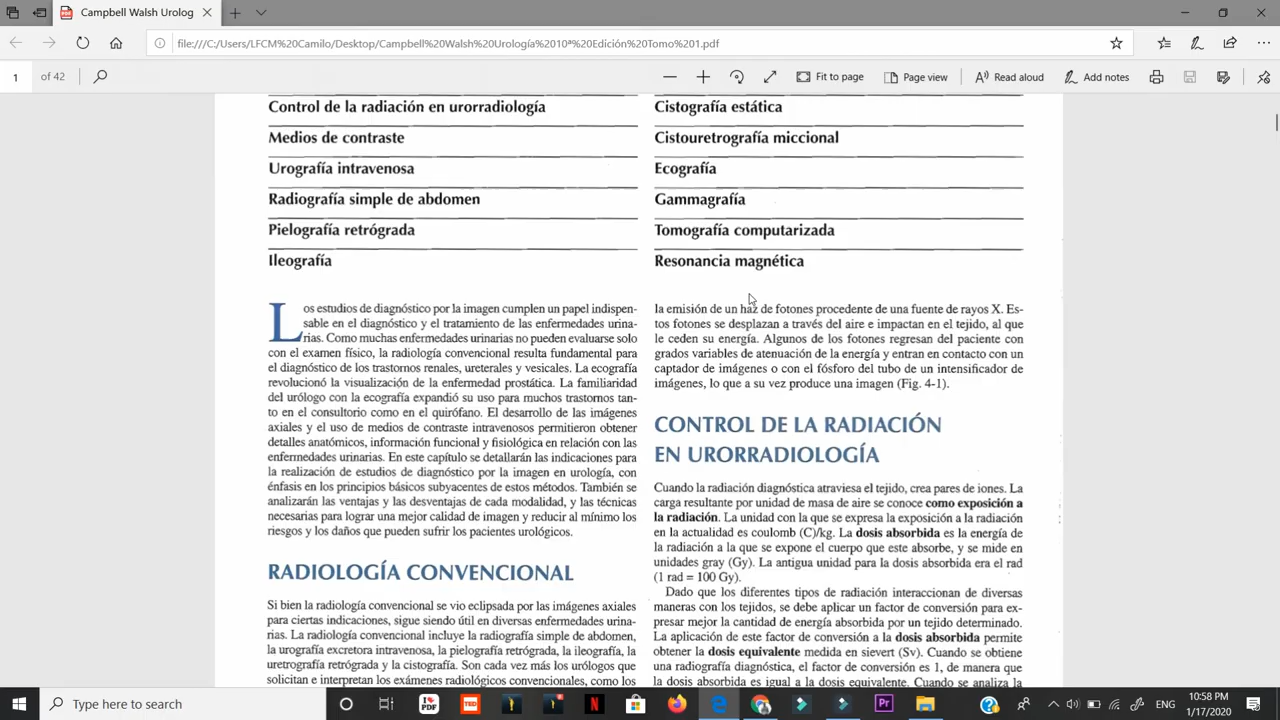 Campbell Walsh Urolog
file:///C:/Users/LFCM%20Camilo/Desktop/Campbell%20Walsh%20Urología%2010ª%20Edición%20Tomo%201.pdf
1 of 42
Fit to page
Page view
Read aloud
Add notes
Control de la radiación en urorradiología
Medios de contraste
Urografía intravenosa
Radiografía simple de abdomen
Pielografía retrógrada
Ileografía
Cistografía estática
Cistouretrografía miccional
Ecografía
Gammagrafía
Tomografía computarizada
Resonancia magnética
Los estudios de diagnóstico por la imagen cumplen un papel indispen-
sable en el diagnóstico y el tratamiento de las enfermedades urina-
rias. Como muchas enfermedades urinarias no pueden evaluarse solo
con el examen físico, la radiología convencional resulta fundamental para
el diagnóstico de los trastornos renales, ureterales y vesicales. La ecografía
revolucionó la visualización de la enfermedad prostática. La familiaridad
del urólogo con la ecografía expandió su uso para muchos trastornos tan-
to en el consultorio como en el quirófano. El desarrollo de las imágenes
axiales y el uso de medios de contraste intravenosos permitieron obtener
detalles anatómicos, información funcional y fisiológica en relación con las
enfermedades urinarias. En este capítulo se detallarán las indicaciones para
la realización de estudios de diagnóstico por la imagen en urología, con
énfasis en los principios básicos subyacentes de estos métodos. También se
analizarán las ventajas y las desventajas de cada modalidad, y las técnicas
necesarias para lograr una mejor calidad de imagen y reducir al mínimo los
riesgos y los daños que pueden sufrir los pacientes urológicos.
RADIOLOGÍA CONVENCIONAL
Si bien la radiología convencional se vio eclipsada por las imágenes axiales
para ciertas indicaciones, sigue siendo útil en diversas enfermedades urina-
rias. La radiología convencional incluye la radiografía simple de abdomen,
la urografía excretora intravenosa, la pielografía retrógrada, la ileografía, la
uretrografía retrógrada y la cistografía. Son cada vez más los urólogos que
solicitan e interpretan los exámenes radiológicos convencionales, como los
la emisión de un haz de fotones procedente de una fuente de rayos X. Es-
tos fotones se desplazan a través del aire e impactan en el tejido, al que
le ceden su energía. Algunos de los fotones regresan del paciente con
grados variables de atenuación de la energía y entran en contacto con un
captador de imágenes o con el fósforo del tubo de un intensificador de
imágenes, lo que a su vez produce una imagen (Fig. 4-1).
CONTROL DE LA RADIACIÓN
EN URORRADIOLOGÍA
Cuando la radiación diagnóstica atraviesa el tejido, crea pares de iones. La
carga resultante por unidad de masa de aire se conoce como exposición a
la radiación. La unidad con la que se expresa la exposición a la radiación
en la actualidad es coulomb (C)/kg. La dosis absorbida es la energía de
la radiación a la que se expone el cuerpo que este absorbe, y se mide en
unidades gray (Gy). La antigua unidad para la dosis absorbida era el rad
(1 rad = 100 Gy).
Dado que los diferentes tipos de radiación interaccionan de diversas
maneras con los tejidos, se debe aplicar un factor de conversión para ex-
presar mejor la cantidad de energía absorbida por un tejido determinado.
La aplicación de este factor de conversión a la dosis absorbida permite
obtener la dosis equivalente medida en sievert (Sv). Cuando se obtiene
una radiografía diagnóstica, el factor de conversión es 1, de manera que
la dosis absorbida es igual a la dosis equivalente. Cuando se analiza la
Type here to search
I PDF
TED
N
Pr
10:58 PM
1/17/2020